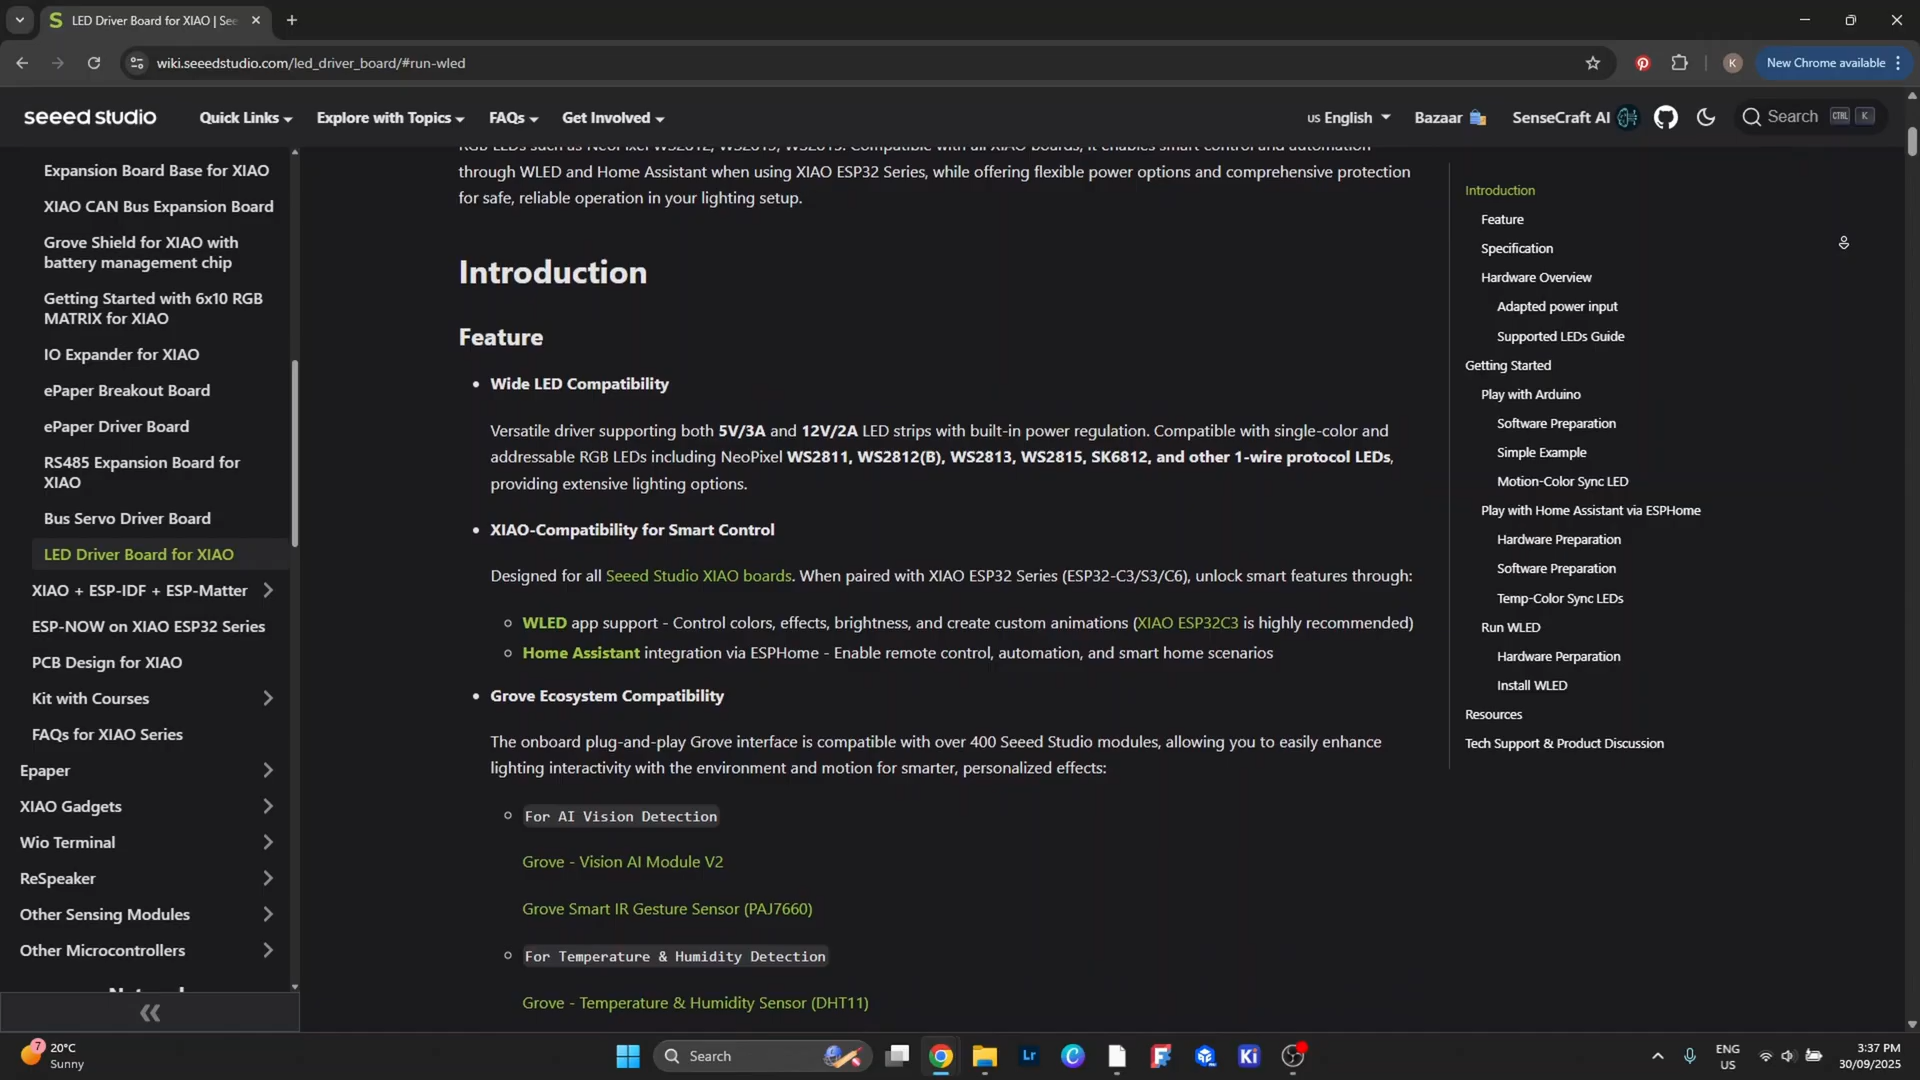 LED Driver Board for XIAO | See
wiki.seeedstudio.com/led_driver_board/#run-wled
K
New Chrome available
seeed studio
Quick Links
Explore with Topics
FAQs
Get Involved
us English
Bazaar
SenseCraft AI
Search
CTRL K
Expansion Board Base for XIAO
XIAO CAN Bus Expansion Board
Grove Shield for XIAO with
battery management chip
Getting Started with 6x10 RGB
MATRIX for XIAO
IO Expander for XIAO
ePaper Breakout Board
ePaper Driver Board
RS485 Expansion Board for
XIAO
Bus Servo Driver Board
LED Driver Board for XIAO
XIAO + ESP-IDF + ESP-Matter
ESP-NOW on XIAO ESP32 Series
PCB Design for XIAO
Kit with Courses
FAQs for XIAO Series
Epaper
XIAO Gadgets
Wio Terminal
ReSpeaker
Other Sensing Modules
Other Microcontrollers
RGB LEDs such as NeoPixel WS2812, WS2813, WS2815. Compatible with all XIAO boards, it enables smart control and automation
through WLED and Home Assistant when using XIAO ESP32 Series, while offering flexible power options and comprehensive protection
for safe, reliable operation in your lighting setup.
Introduction
Feature
• Wide LED Compatibility
Versatile driver supporting both 5V/3A and 12V/2A LED strips with built-in power regulation. Compatible with single-color and
addressable RGB LEDs including NeoPixel WS2811, WS2812(B), WS2813, WS2815, SK6812, and other 1-wire protocol LEDs,
providing extensive lighting options.
• XIAO-Compatibility for Smart Control
Designed for all Seeed Studio XIAO boards. When paired with XIAO ESP32 Series (ESP32-C3/S3/C6), unlock smart features through:
WLED app support - Control colors, effects, brightness, and create custom animations (XIAO ESP32C3 is highly recommended)
Home Assistant integration via ESPHome - Enable remote control, automation, and smart home scenarios
• Grove Ecosystem Compatibility
The onboard plug-and-play Grove interface is compatible with over 400 Seeed Studio modules, allowing you to easily enhance
lighting interactivity with the environment and motion for smarter, personalized effects:
For AI Vision Detection
Grove - Vision AI Module V2
Grove Smart IR Gesture Sensor (PAJ7660)
For Temperature & Humidity Detection
Grove - Temperature & Humidity Sensor (DHT11)
Introduction
Feature
Specification
Hardware Overview
Adapted power input
Supported LEDs Guide
Getting Started
Play with Arduino
Software Preparation
Simple Example
Motion-Color Sync LED
Play with Home Assistant via ESPHome
Hardware Preparation
Software Preparation
Temp-Color Sync LEDs
Run WLED
Hardware Perparation
Install WLED
Resources
Tech Support & Product Discussion
7
20°C
Sunny
Search
Lr
Ki
ENG
US
3:37 PM
30/09/2025